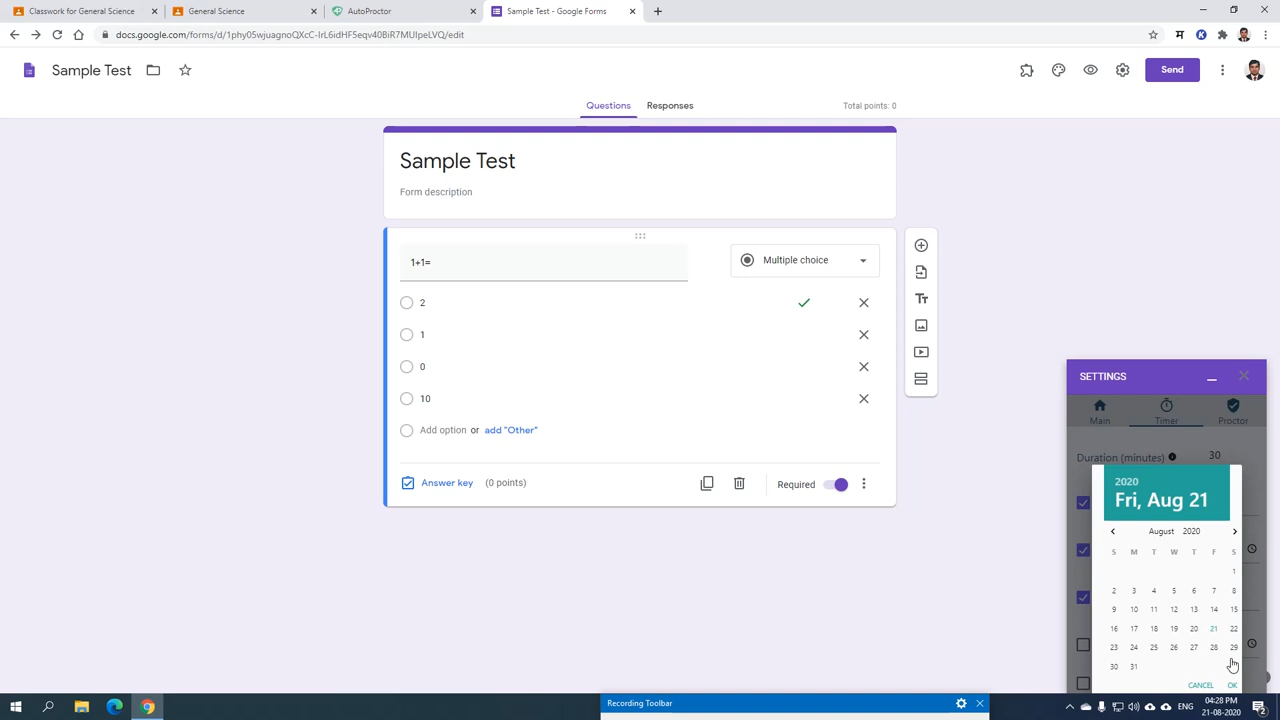 Classwork for General Science
General Science
AutoProctor
Sample Test - Google Forms
docs.google.com/forms/d/1phy05wjuagnoQXcC-IrL6idHF5eqv40BiR7MUIpeLVQ/edit
Sample Test
Send
Questions
Responses
Total points: 0
Sample Test
Form description
1+1=
Multiple choice
2
1
0
10
Add option or add "Other"
Answer key (0 points)
Required
SETTINGS
Main
Timer
Proctor
Duration (minutes)
30
2020
Fri, Aug 21
August 2020
S M T W T F S
1
2 3 4 5 6 7 8
9 10 11 12 13 14 15
16 17 18 19 20 21 22
23 24 25 26 27 28 29
30 31
CANCEL OK
Recording Toolbar
ENG
04:28 PM
21-08-2020
2